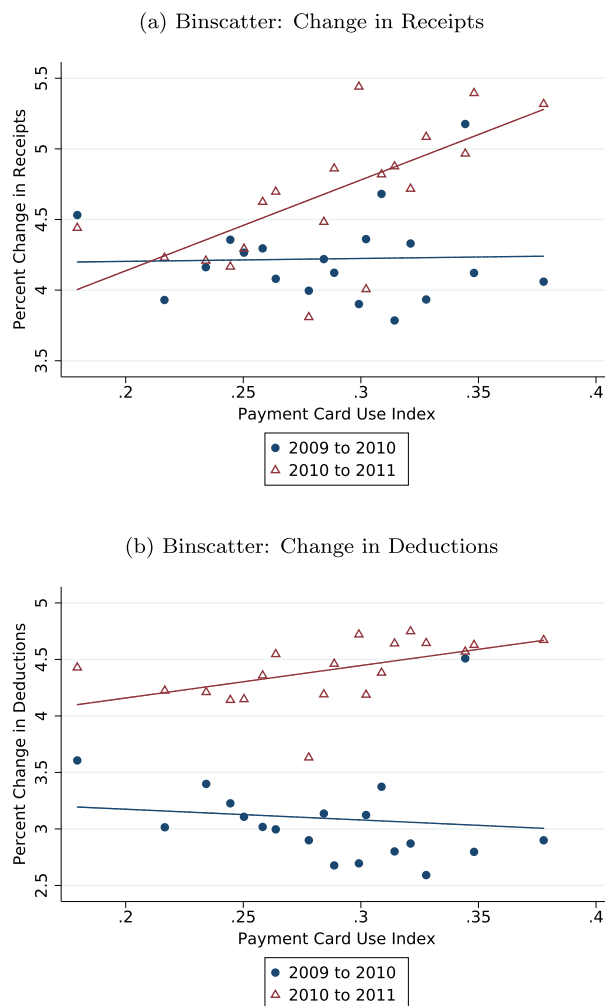 (a) Binscatter: Change in Receipts
Percent Change in Receipts
5.5
5
4.5
4
3.5
.2 .25 .3 .35 .4
Payment Card Use Index
2009 to 2010
2010 to 2011
(b) Binscatter: Change in Deductions
Percent Change in Deductions
5
4.5
4
3.5
3
2.5
.2 .25 .3 .35 .4
Payment Card Use Index
2009 to 2010
2010 to 2011